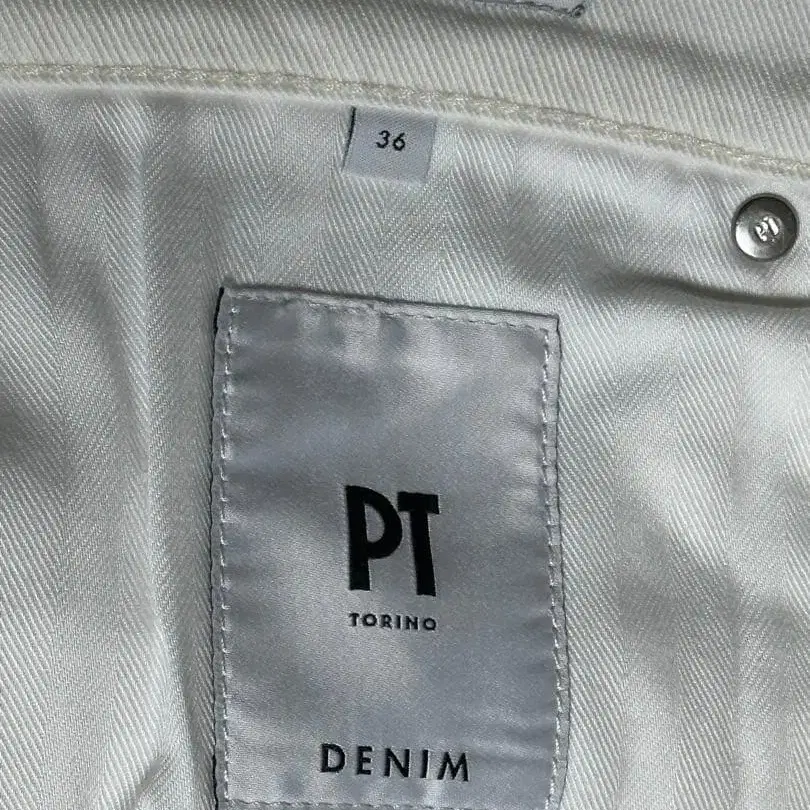 36
PT
TORINO
DENIM